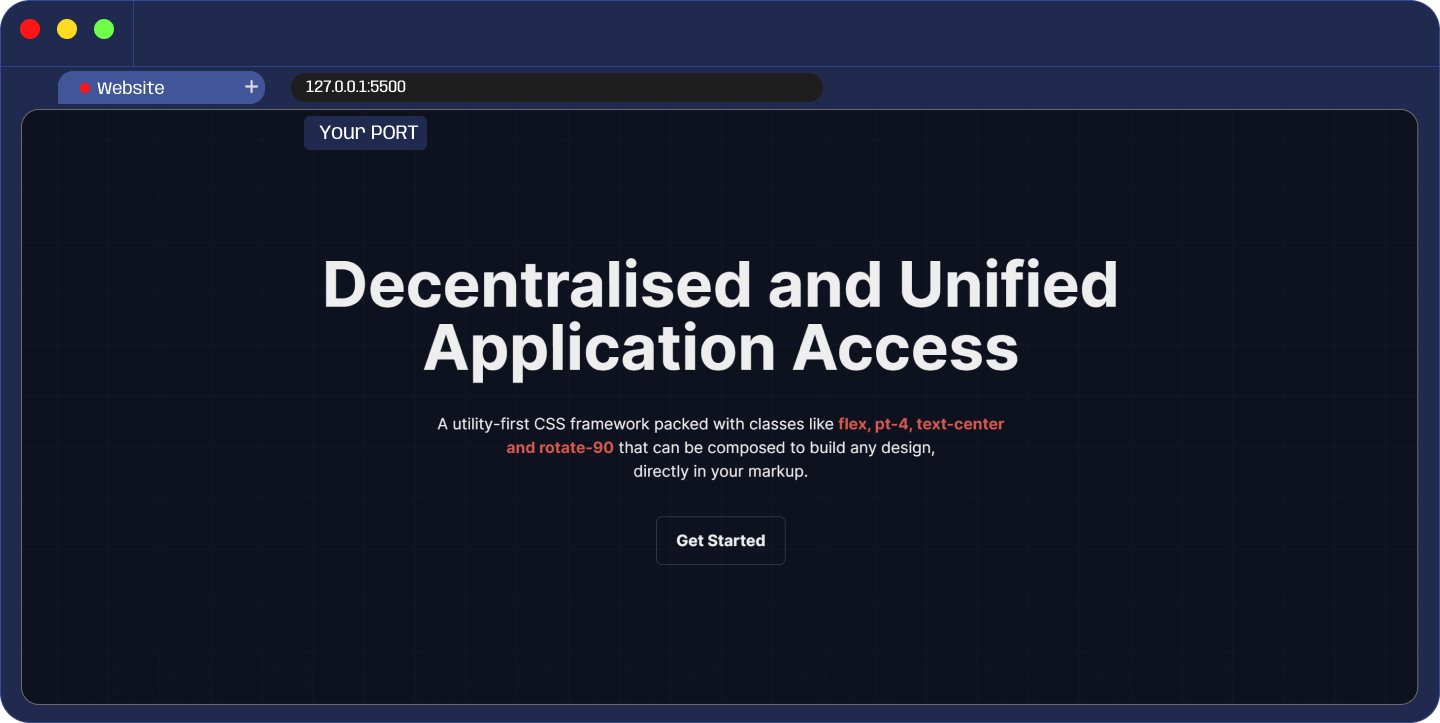 Website +
127.0.0.1:5500
Your PORT
Decentralised and Unified
Application Access
A utility-first CSS framework packed with classes like flex, pt-4, text-center
and rotate-90 that can be composed to build any design,
directly in your markup.
Get Started